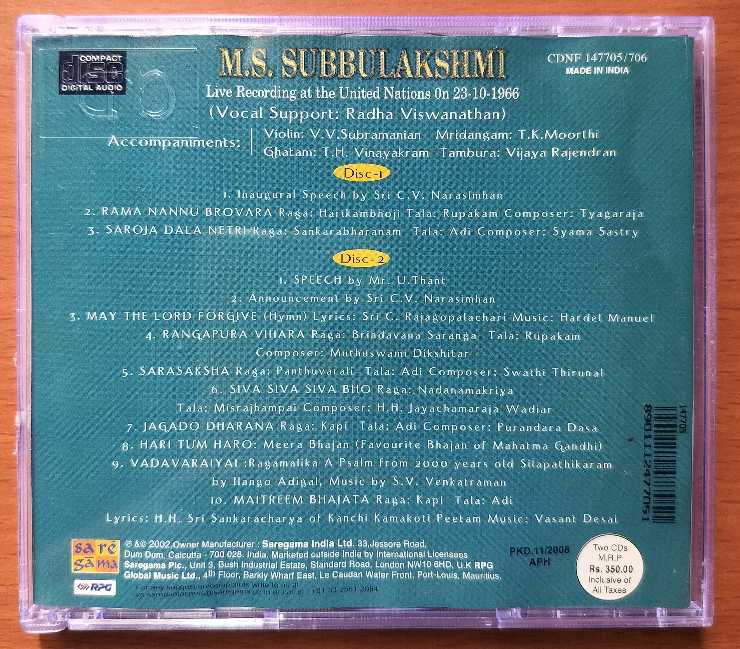 COMPACT
disc
DIGITAL AUDIO
M.S. SUBBULAKSHMI
CDNF 147705/706
MADE IN INDIA
Live Recording at the United Nations 0n 23-10-1966
(Vocal Support: Radha Viswanathan)
Accompaniments:
Violin: V.V.Subramanian Mridangam: T.K.Moorthi
Ghatam: T.H. Vinayakram Tambura: Vijaya Rajendran
Disc-1
1. Inaugural Speech by Sri C.V. Narasimhan
2. RAMA NANNU BROVARA Raga: Harikambhoji Tala: Rupakam Composer: Tyagaraja
3. SAROJA DALA NETRI Raga: Sankarabharanam Tala: Adi Composer: Syama Sastry
Disc-2
1. SPEECH by Mr. U.Thant
2. Announcement by Sri C.V. Narasimhan
3. MAY THE LORD FORGIVE (Hymn) Lyrics: Sri C. Rajagopalachari Music: Hardel Manuel
4. RANGAPURA VIHARA Raga: Brindavana Saranga Tala: Rupakam
Composer: Muthuswami Dikshitar
5. SARASAKSHA Raga: Panthuvarali Tala: Adi Composer: Swathi Thirunal
6. SIVA SIVA SIVA BHO Raga: Nadanamakriya
Tala: Misrajhampai Composer: H.H. Jayachamaraja Wadiar
7. JAGADO DHARANA Raga: Kapi Tala: Adi Composer: Purandara Dasa
8. HARI TUM HARO: Meera Bhajan (Favourite Bhajan of Mahatma Gandhi)
9. VADAVARAIYAI :Ragamalika A Psalm from 2000 years old Silapathikaram
by Ilango Adigal, Music by S.V. Venkatraman
10. MAITREEM BHAJATA Raga: Kapi Tala: Adi
Lyrics: H.H. Sri Sankaracharya of Kanchi Kamakoti Peetam Music: Vasant Desai
147705
8901112477051
sa re
ga ma
RPG
℗ & © 2002,Owner Manufacturer : Saregama India Ltd. 33,Jessore Road,
Dum Dum, Calcutta - 700 028. India. Marketed outside India by International Licensees
Saregama Plc., Unit 3, Bush Industrial Estate, Standard Road, London NW10 6HD, U.K RPG
Global Music Ltd., 4th Floor, Barkly Wharf East, Le Caudan Water Front, Port-Louis, Mauritius.
PKD.11/2008
APH
Two CDs
M.R.P
Rs. 350.00
Inclusive of
All Taxes